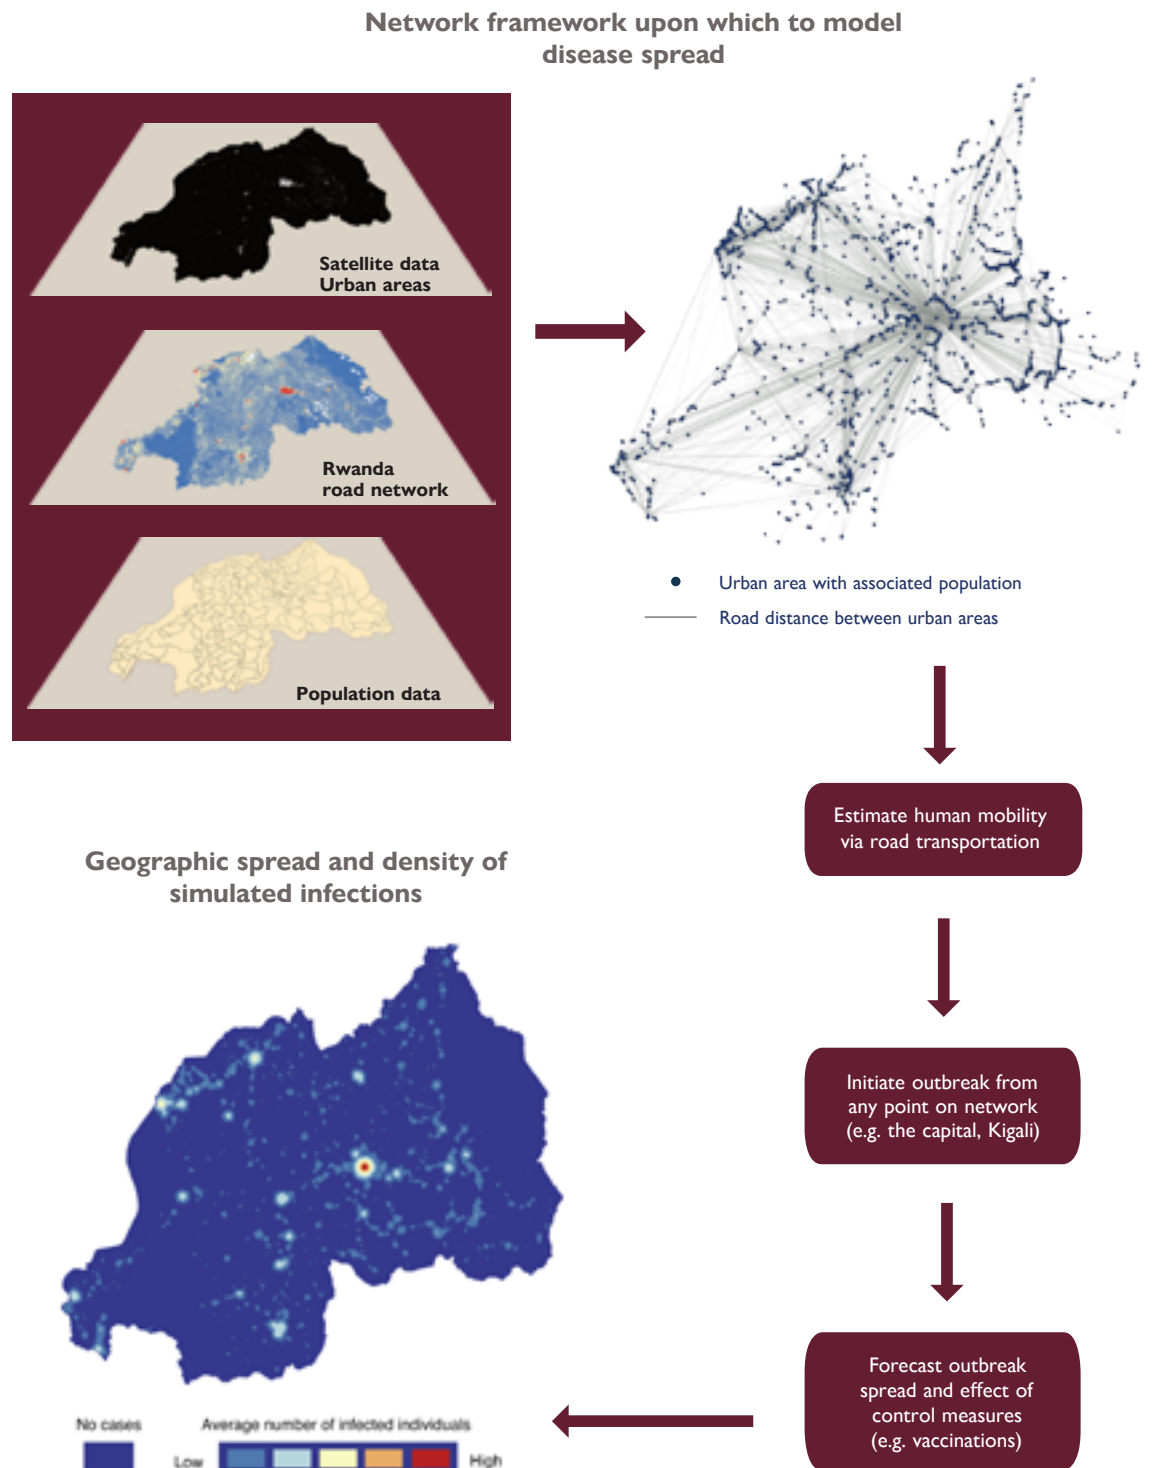 Network framework upon which to model
disease spread
Satellite data
Urban areas
Rwanda
road network
Population data
Urban area with associated population
Road distance between urban areas
Estimate human mobility
via road transportation
Initiate outbreak from
any point on network
(e.g. the capital, Kigali)
Forecast outbreak
spread and effect of
control measures
(e.g. vaccinations)
Geographic spread and density of
simulated infections
No cases
Average number of infected individuals
Low
High